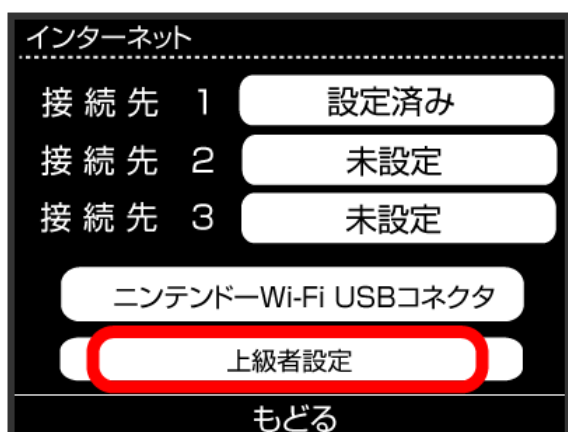 インターネット
接続先 1 設定済み
接続先 2 未設定
接続先 3 未設定
ニンテンドーWi-Fi USBコネクタ
上級者設定
もどる